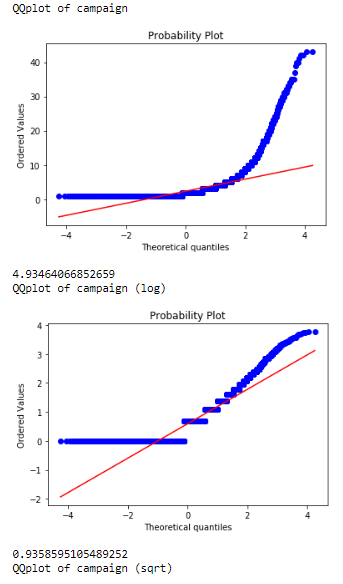 QQplot of campaign
Probability Plot
40
30
20
10
0
Ordered Values
−4
−2
0
2
4
Theoretical quantiles
4.93464066852659
QQplot of campaign (log)
Probability Plot
4
3
2
1
0
−1
−2
Ordered Values
−4
−2
0
2
4
Theoretical quantiles
0.9358595105489252
QQplot of campaign (sqrt)